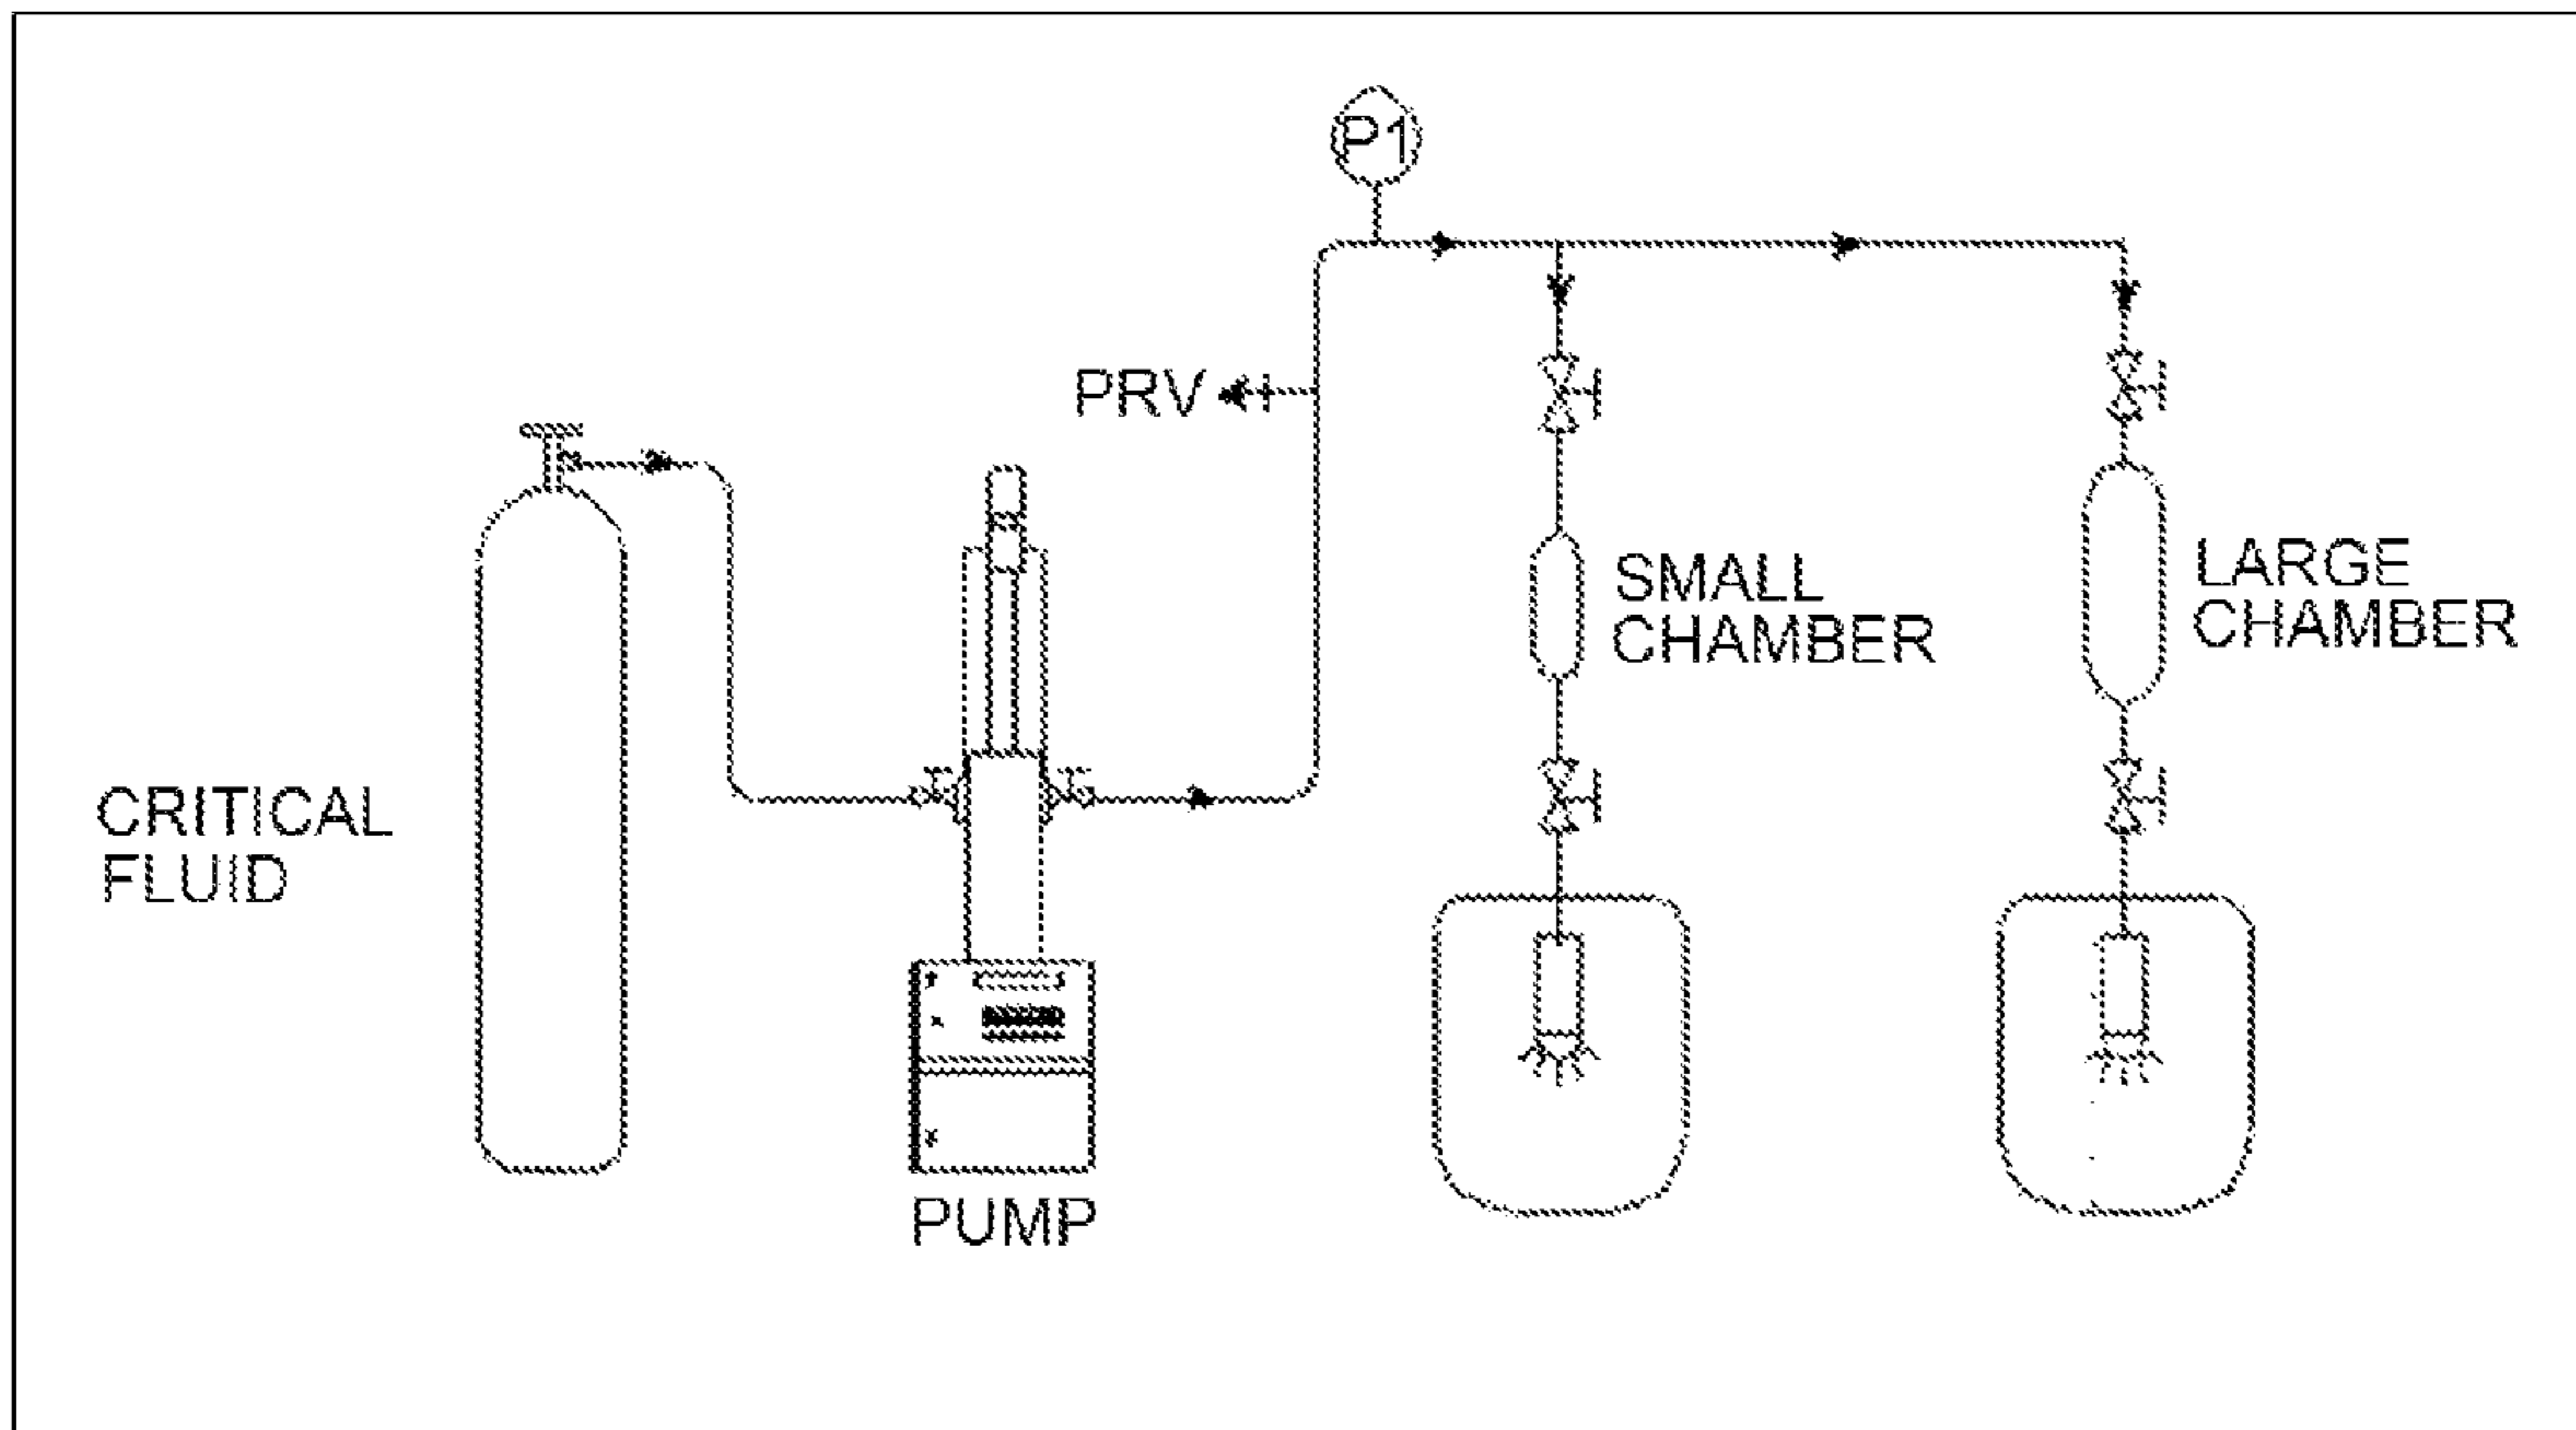 P1
PRV
SMALL
CHAMBER
LARGE
CHAMBER
CRITICAL
FLUID
PUMP